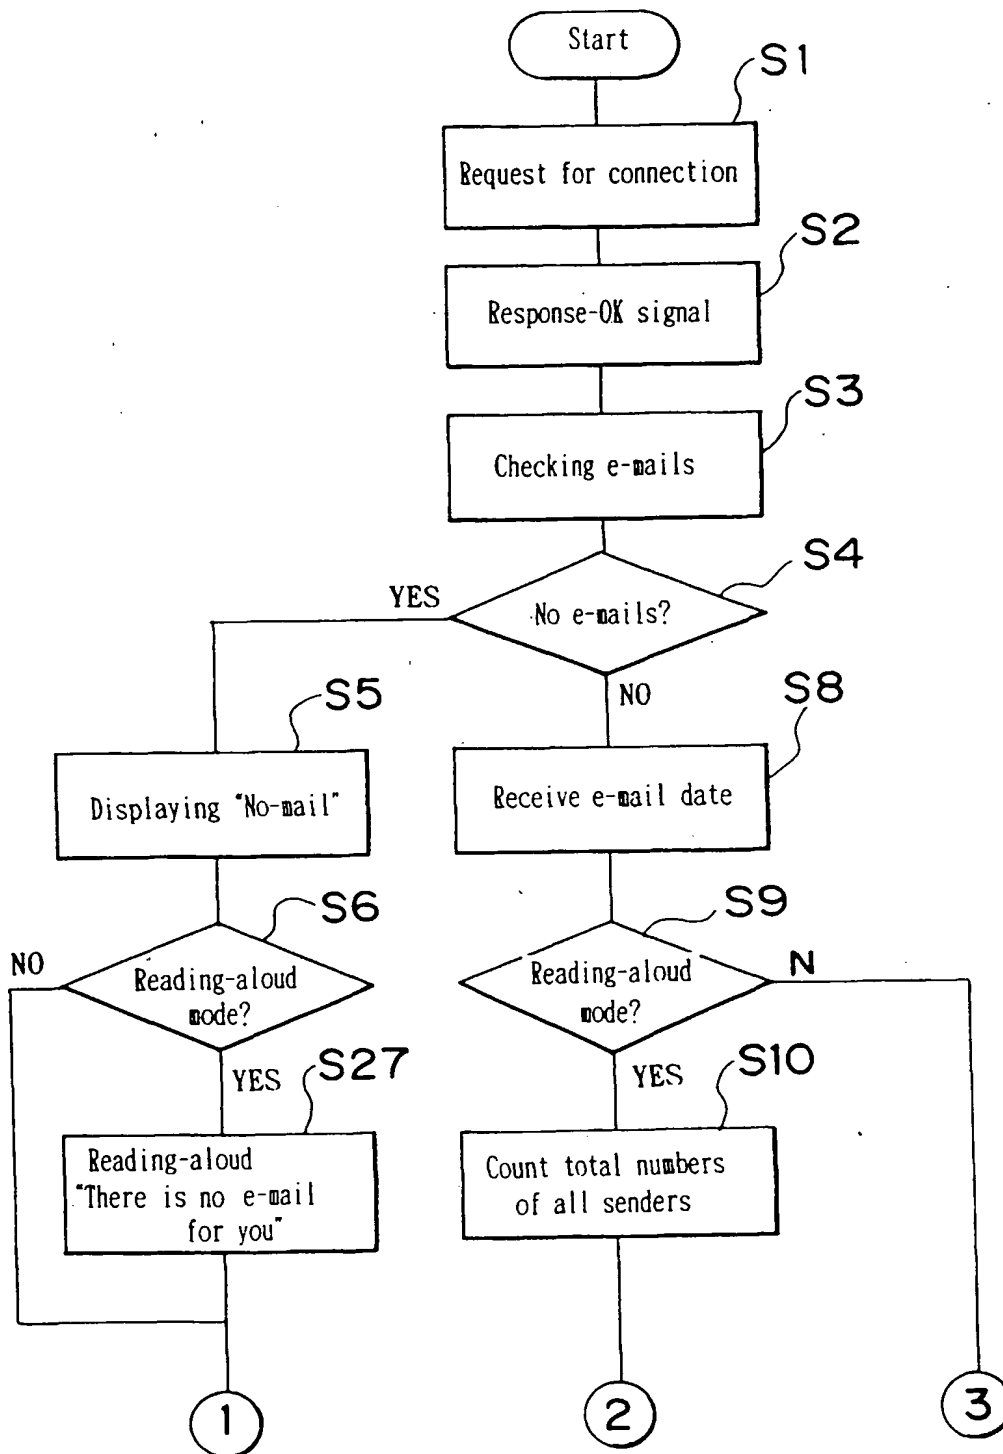 Start
S1
Request for connection
S2
Response-OK signal
S3
Checking e-mails
S4
YES
No e-mails?
NO
S5
S8
Displaying "No-mail"
Receive e-mail date
S6
S9
NO
Reading-aloud
mode?
Reading-aloud
mode?
N
YES
S27
YES
S10
Reading-aloud
"There is no e-mail
for you"
Count total numbers
of all senders
1
2
3